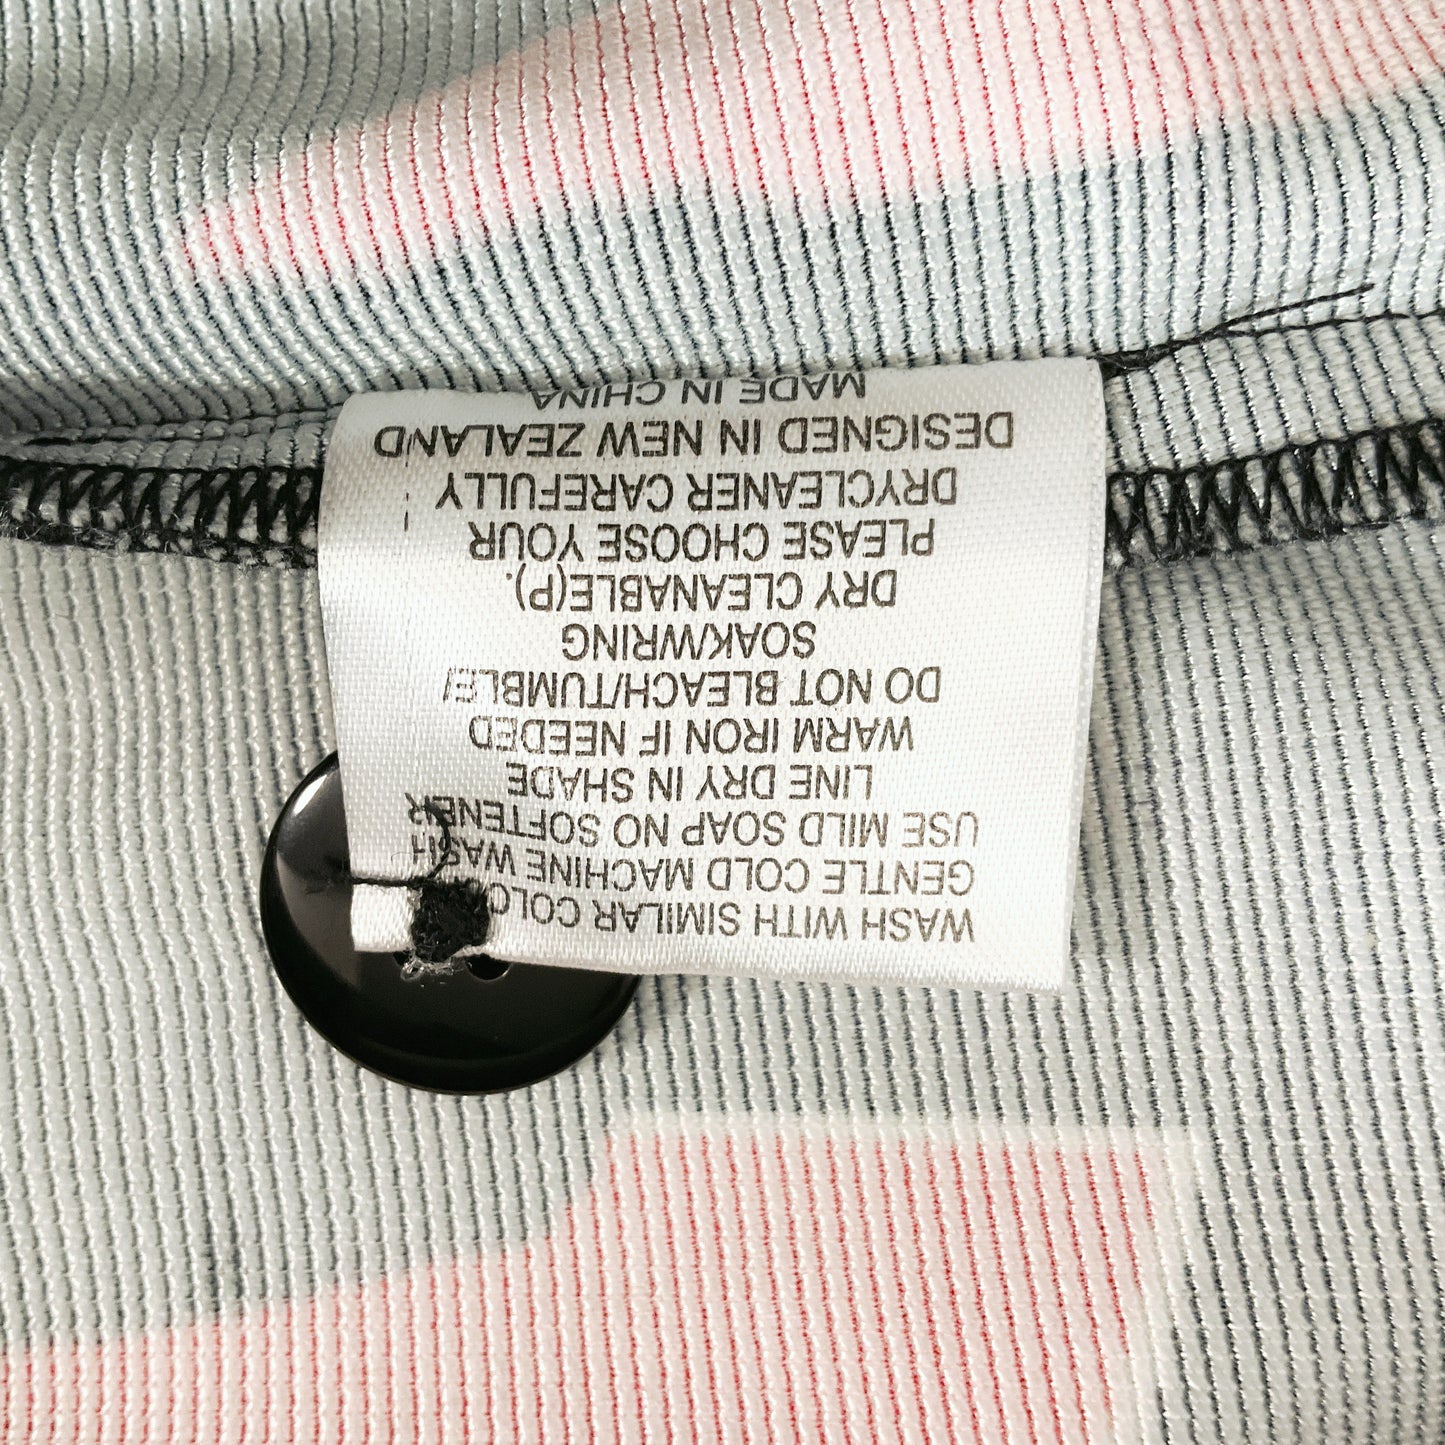 WASH WITH SIMILAR
GENTLE COLD MACHINE WASH
USE MILD SOAP NO SOFTENER
LINE DRY IN SHADE
WARM IRON IF NEEDED
DO NOT BLEACH/TUMBLE/
SOAK/WRING
DRY CLEANABLE(P).
PLEASE CHOOSE YOUR
DRYCLEANER CAREFULLY
DESIGNED IN NEW ZEALAND
MADE IN CHINA